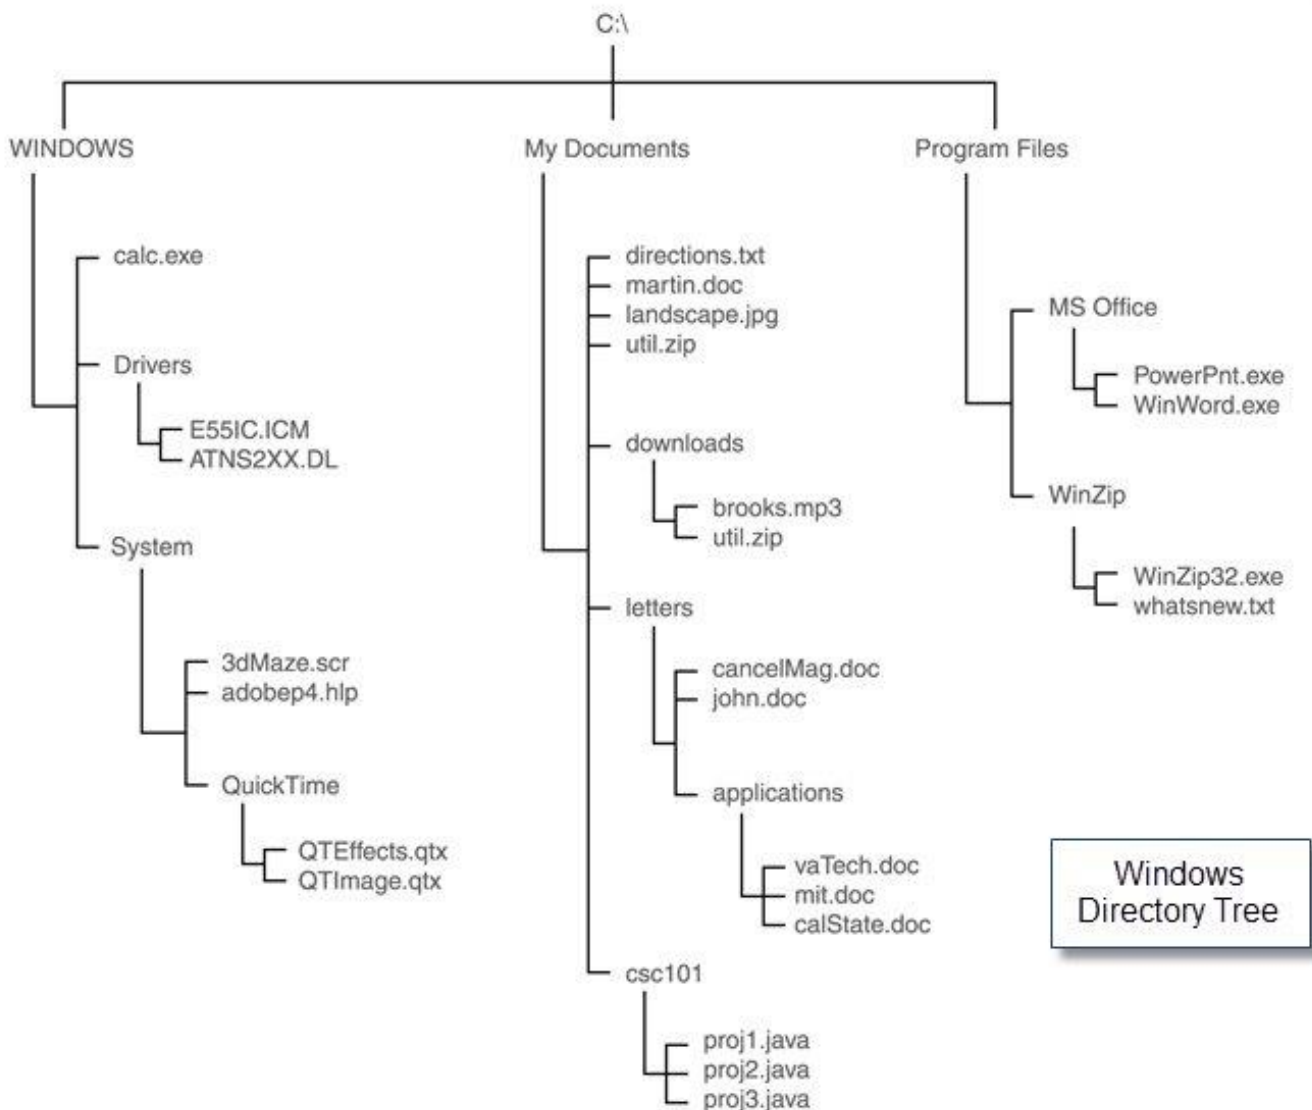 C:\
WINDOWS
calc.exe
Drivers
E55IC.ICM
ATNS2XX.DL
System
3dMaze.scr
adobep4.hlp
QuickTime
QTEffects.qtx
QTImage.qtx
My Documents
directions.txt
martin.doc
landscape.jpg
util.zip
downloads
brooks.mp3
util.zip
letters
cancelMag.doc
john.doc
applications
vaTech.doc
mit.doc
calState.doc
csc101
proj1.java
proj2.java
proj3.java
Program Files
MS Office
PowerPnt.exe
WinWord.exe
WinZip
WinZip32.exe
whatsnew.txt
Windows
Directory Tree